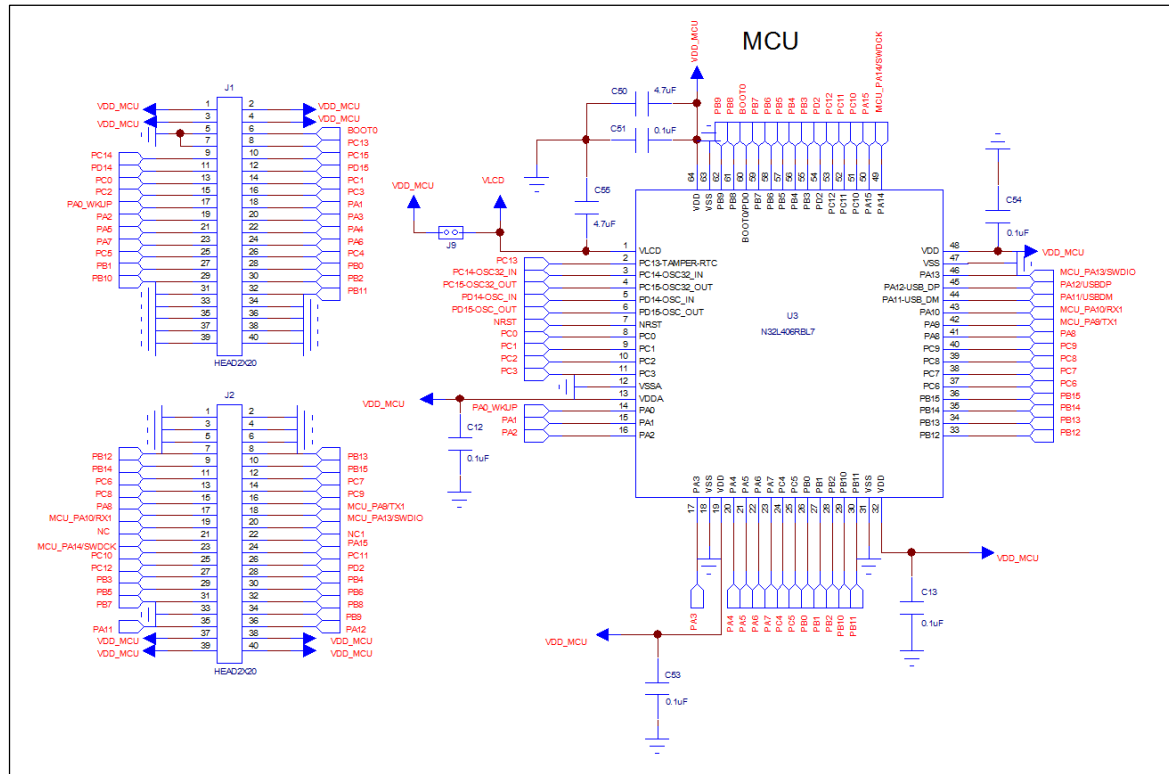 MCU
J1
VDD_MCU 1 2 VDD_MCU
VDD_MCU 3 4 VDD_MCU
5 6 BOOT0
7 8 PC13
PC14 9 10 PC15
PD14 11 12 PD15
PC0 13 14 PC1
PC2 15 16 PC3
PA0_WKUP 17 18 PA1
PA2 19 20 PA3
PA5 21 22 PA4
PA7 23 24 PA6
PC5 25 26 PC4
PB1 27 28 PB0
PB10 29 30 PB2
31 32 PB11
33 34
35 36
37 38
39 40
HEAD2X20
J2
1 2
3 4
5 6
7 8
PB12 9 10 PB13
PB14 11 12 PB15
PC6 13 14 PC7
PC8 15 16 PC9
PA8 17 18 MCU_PA9/TX1
MCU_PA10/RX1 19 20 MCU_PA13/SWDIO
NC 21 22 NC1
MCU_PA14/SWDCK 23 24 PA15
PC10 25 26 PC11
PC12 27 28 PD2
PB3 29 30 PB4
PB5 31 32 PB6
PB7 33 34 PB8
35 36 PB9
PA11 PA12
VDD_MCU 37 38 VDD_MCU
VDD_MCU 39 40 VDD_MCU
HEAD2X20
VDD_MCU
C50 4.7uF
C51 0.1uF
C55
4.7uF
VDD_MCU
VLCD
J9
PB9 PB8 BOOT0 PB7 PB6 PB5 PB4 PB3 PD2 PC12 PC11 PC10 PA15 MCU_PA14/SWDCK
64 63 62 61 60 59 58 57 56 55 54 53 52 51 50 49
VDD VSS PB9 PB8 BOOT0/PD0 PB7 PB6 PB5 PB4 PB3 PD2 PC12 PC11 PC10 PA15 PA14
1 VLCD
PC13 2 PC13-TAMPER-RTC
PC14-OSC32_IN 3 PC14-OSC32_IN
PC15-OSC32_OUT 4 PC15-OSC32_OUT
PD14-OSC_IN 5 PD14-OSC_IN
PD15-OSC_OUT 6 PD15-OSC_OUT
NRST 7 NRST
PC0 8 PC0
PC1 9 PC1
PC2 10 PC2
PC3 11 PC3
12 VSSA
VDD_MCU 13 VDDA
PA0_WKUP 14 PA0
PA1 15 PA1
PA2 16 PA2
C12
0.1uF
U3
N32L406RBL7
C54
0.1uF
VDD 48 VDD_MCU
VSS 47
PA13 46 MCU_PA13/SWDIO
PA12-USB_DP 45 PA12/USBDP
PA11-USB_DM 44 PA11/USBDM
PA10 43 MCU_PA10/RX1
PA9 42 MCU_PA9/TX1
PA8 41 PA8
PC9 40 PC9
PC8 39 PC8
PC7 38 PC7
PC6 37 PC6
PB15 36 PB15
PB14 35 PB14
PB13 34 PB13
PB12 33 PB12
PA3 VSS VDD PA4 PA5 PA6 PA7 PC4 PC5 PB0 PB1 PB2 PB10 PB11 VSS VDD
17 18 19 20 21 22 23 24 25 26 27 28 29 30 31 32
PA3 PA4 PA5 PA6 PA7 PC4 PC5 PB0 PB1 PB2 PB10 PB11
VDD_MCU
C13
0.1uF
VDD_MCU
C53
0.1uF